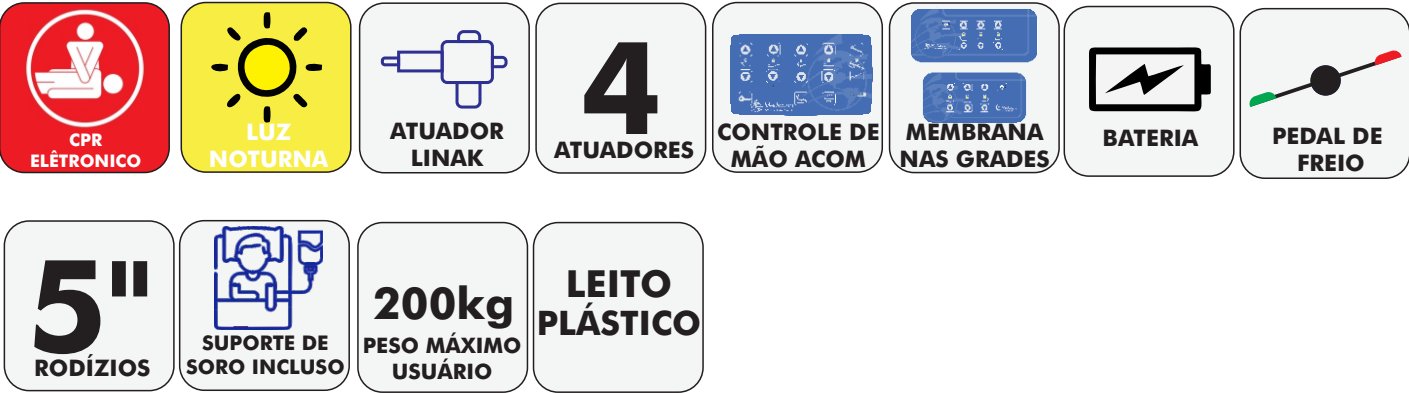 CPR
ELÊTRONICO
LUZ
NOTURNA
ATUADOR
LINAK
4
ATUADORES
CONTROLE DE
MÃO ACOM
MEMBRANA
NAS GRADES
BATERIA
PEDAL DE
FREIO
5"
RODÍZIOS
SUPORTE DE
SORO INCLUSO
200kg
PESO MÁXIMO
USUÁRIO
LEITO
PLÁSTICO